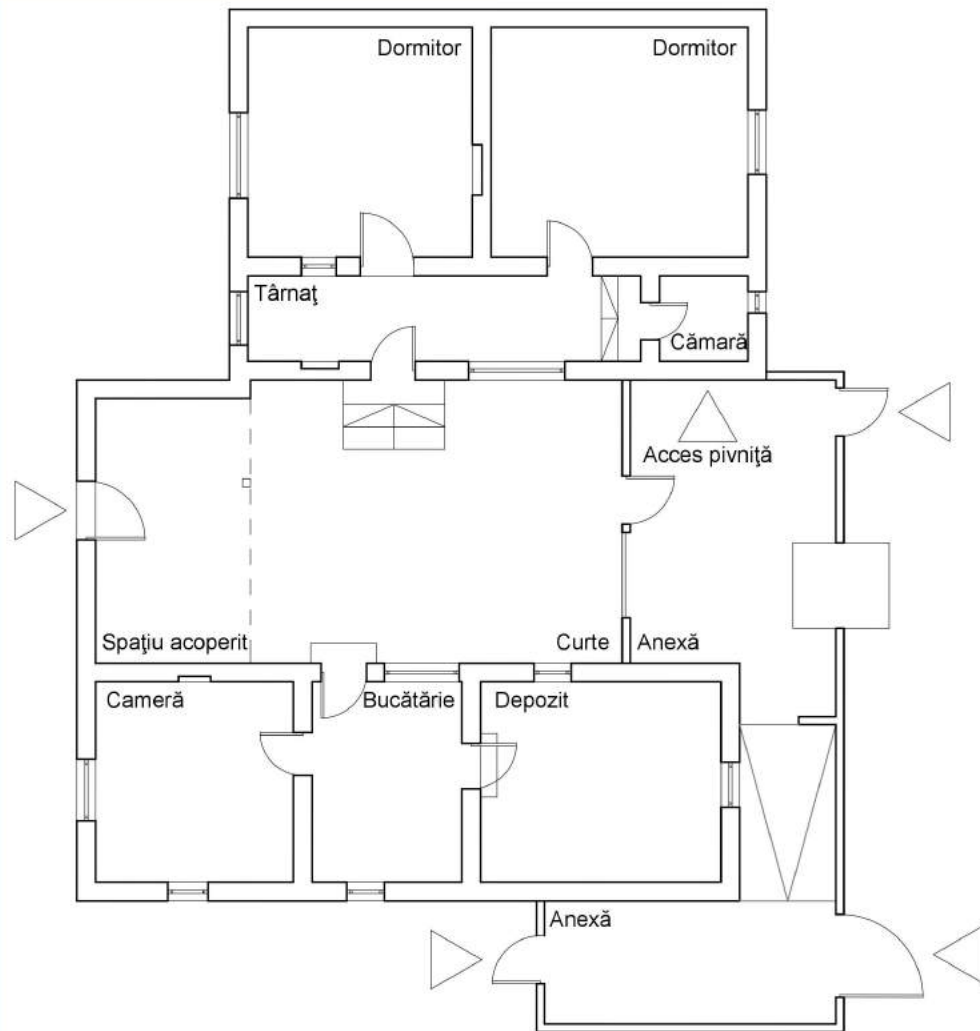 Dormitor
Dormitor
Târnaţ
Cămară
Acces pivniţă
Spaţiu acoperit
Curte
Anexă
Cameră
Bucătărie
Depozit
Anexă